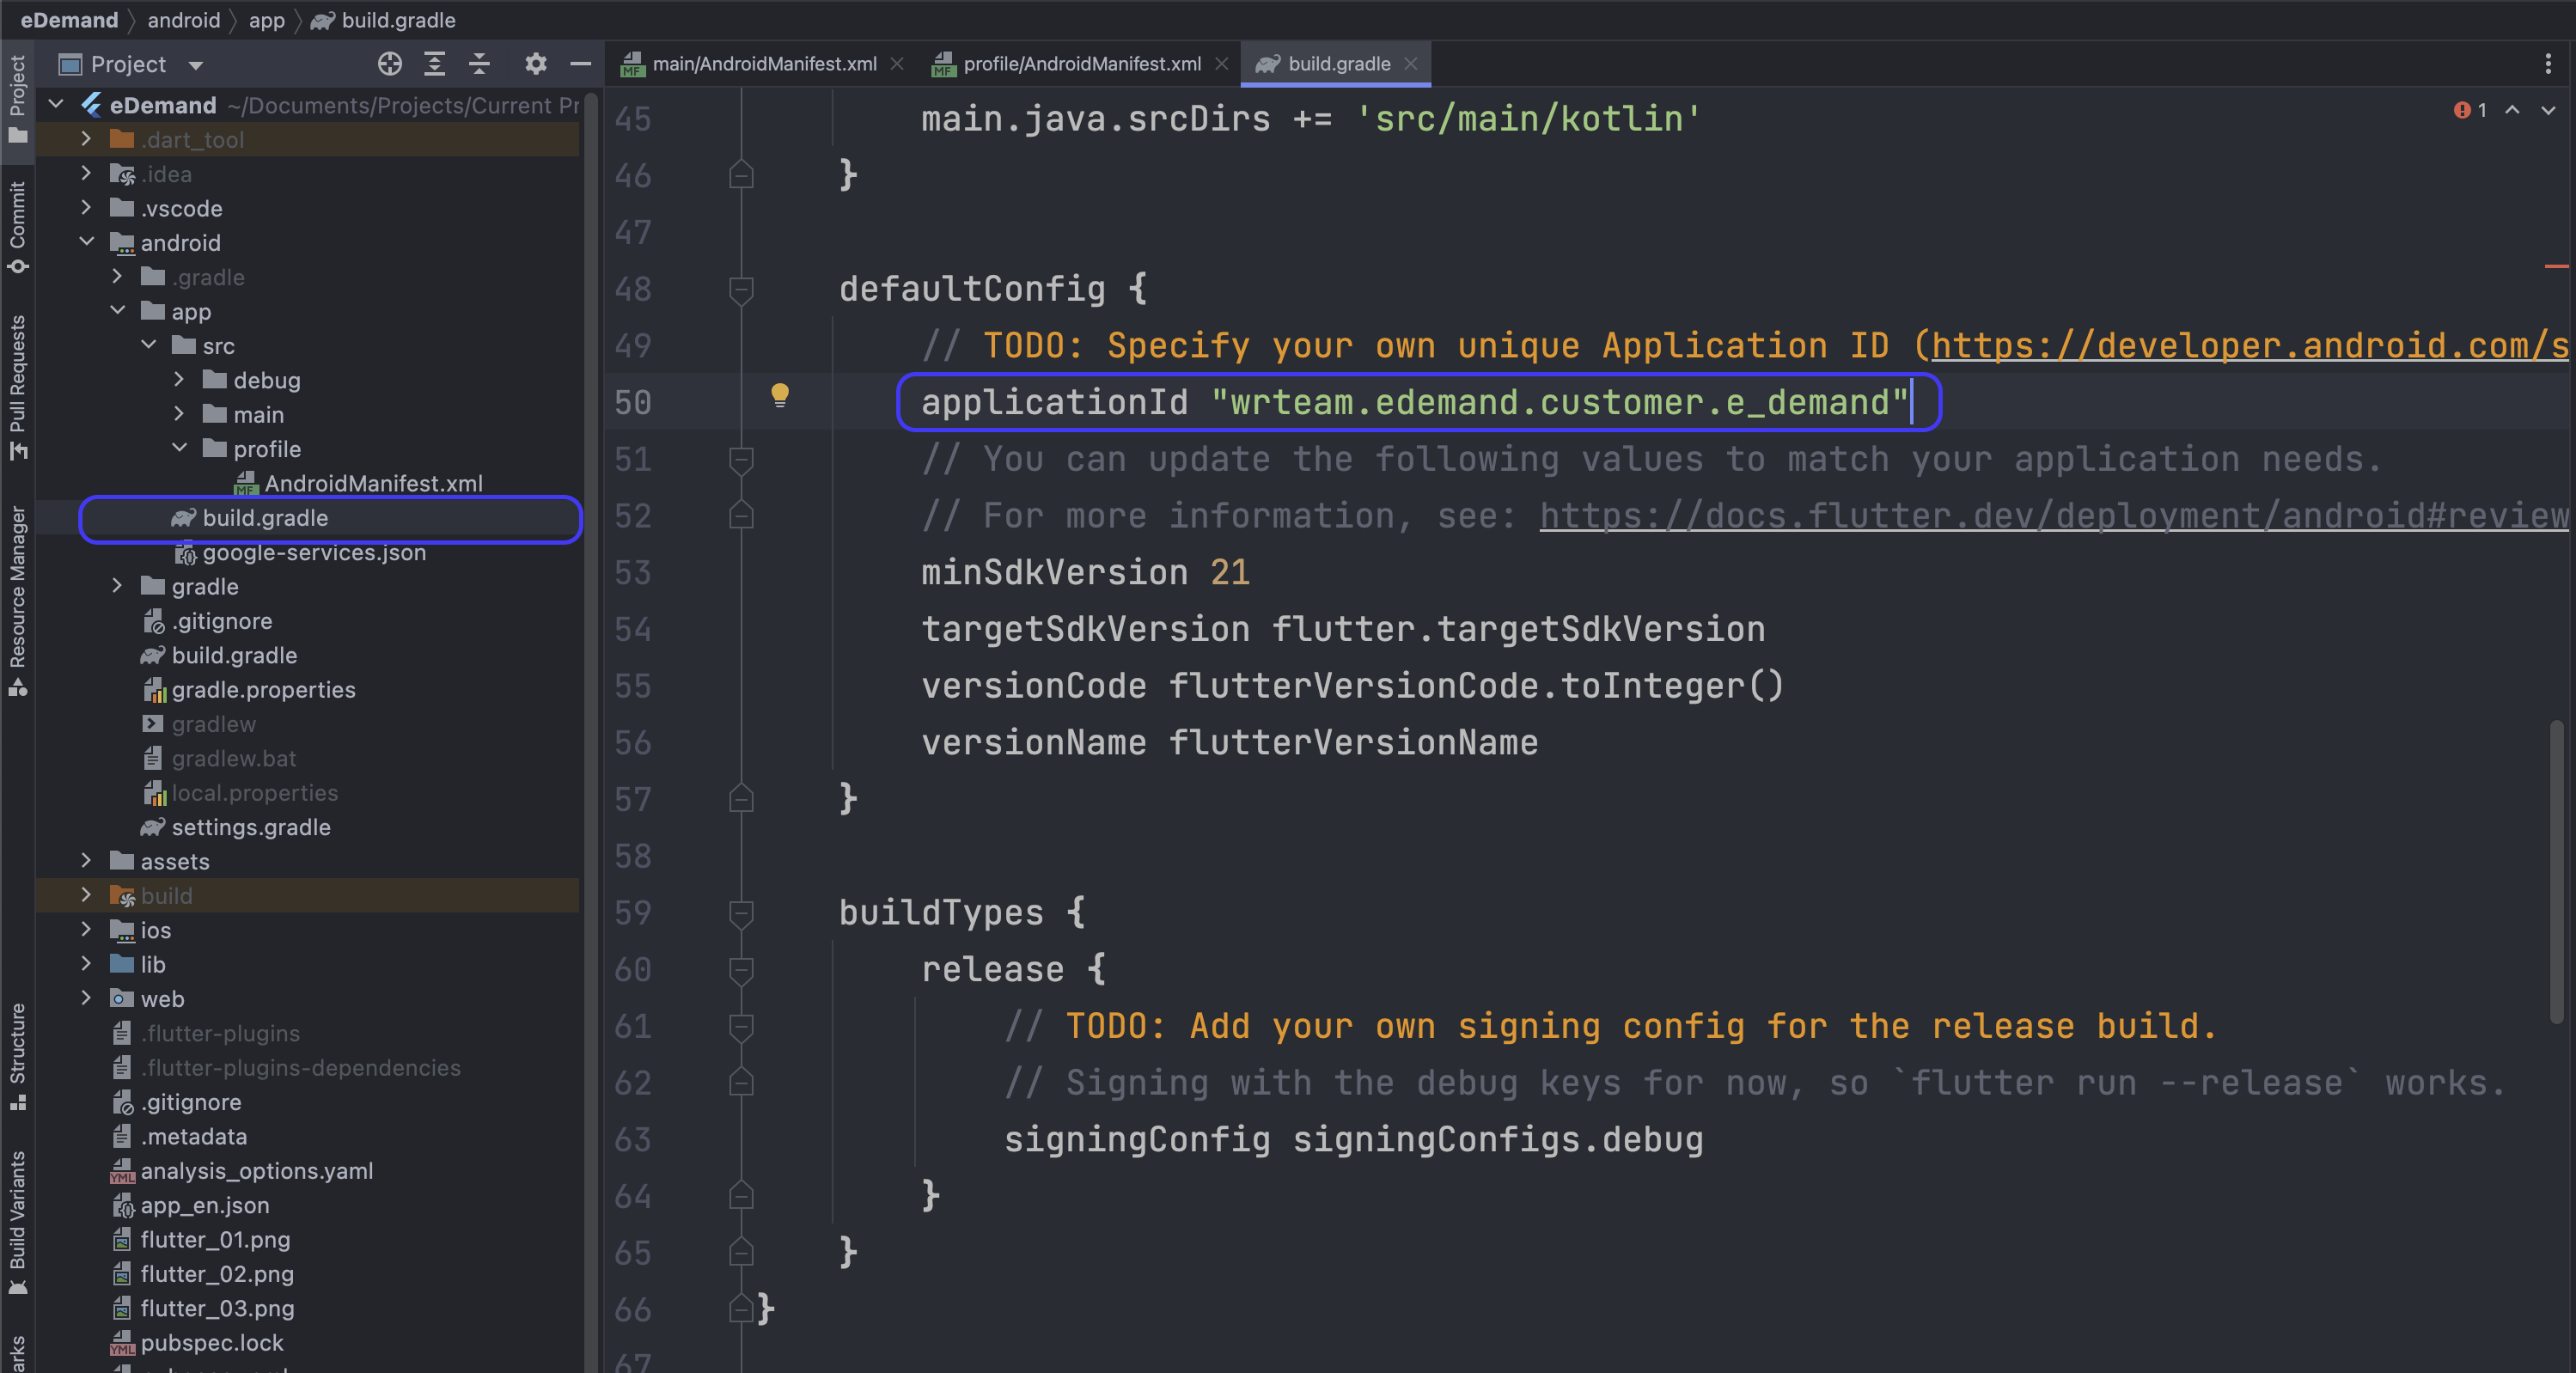 eDemand android app build.gradle
Project
main/AndroidManifest.xml
profile/AndroidManifest.xml
build.gradle
Project
Commit
Pull Requests
Resource Manager
Structure
Build Variants
eDemand ~/Documents/Projects/Current Pr
.dart_tool
.idea
.vscode
android
.gradle
app
src
debug
main
profile
AndroidManifest.xml
build.gradle
google-services.json
gradle
.gitignore
build.gradle
gradle.properties
gradlew
gradlew.bat
local.properties
settings.gradle
assets
build
ios
lib
web
.flutter-plugins
.flutter-plugins-dependencies
.gitignore
.metadata
analysis_options.yaml
app_en.json
flutter_01.png
flutter_02.png
flutter_03.png
pubspec.lock
1
45 main.java.srcDirs += 'src/main/kotlin'
46 }
47
48 defaultConfig {
49 // TODO: Specify your own unique Application ID (https://developer.android.com/s
50 applicationId "wrteam.edemand.customer.e_demand"
51 // You can update the following values to match your application needs.
52 // For more information, see: https://docs.flutter.dev/deployment/android#review
53 minSdkVersion 21
54 targetSdkVersion flutter.targetSdkVersion
55 versionCode flutterVersionCode.toInteger()
56 versionName flutterVersionName
57 }
58
59 buildTypes {
60 release {
61 // TODO: Add your own signing config for the release build.
62 // Signing with the debug keys for now, so `flutter run --release` works.
63 signingConfig signingConfigs.debug
64 }
65 }
66 }
67